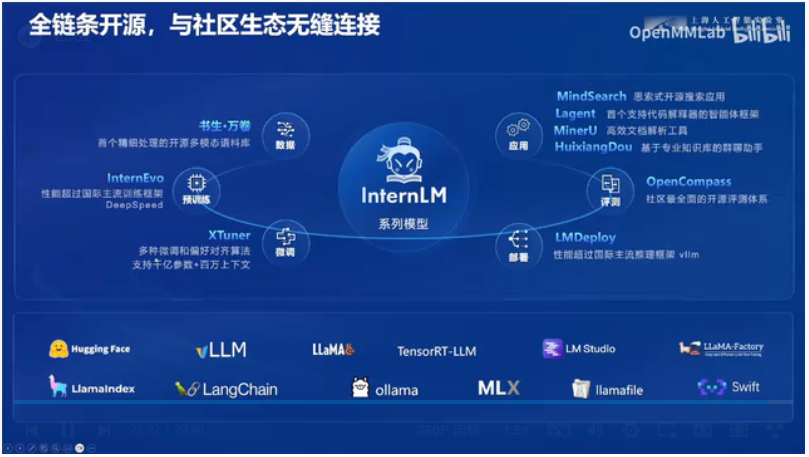 全链条开源，与社区生态无缝连接
上海人工智能实验室
OpenMMLab
bilibili
书生·万卷
首个精细处理的开源多模态语料库
数据
InternEvo
性能超过国际主流训练框架
DeepSpeed
预训练
XTuner
多种微调和偏好对齐算法
支持千亿参数+百万上下文
微调
InternLM
系列模型
MindSearch 思索式开源搜索应用
Lagent 首个支持代码解释器的智能体框架
MinerU 高效文档解析工具
HuixiangDou 基于专业知识库的群聊助手
应用
OpenCompass
社区最全面的开源评测体系
评测
LMDeploy
性能超过国际主流推理框架 vllm
部署
Hugging Face
vLLM
LLaMA
TensorRT-LLM
LM Studio
LLaMA-Factory
LlamaIndex
LangChain
ollama
MLX
llamafile
Swift